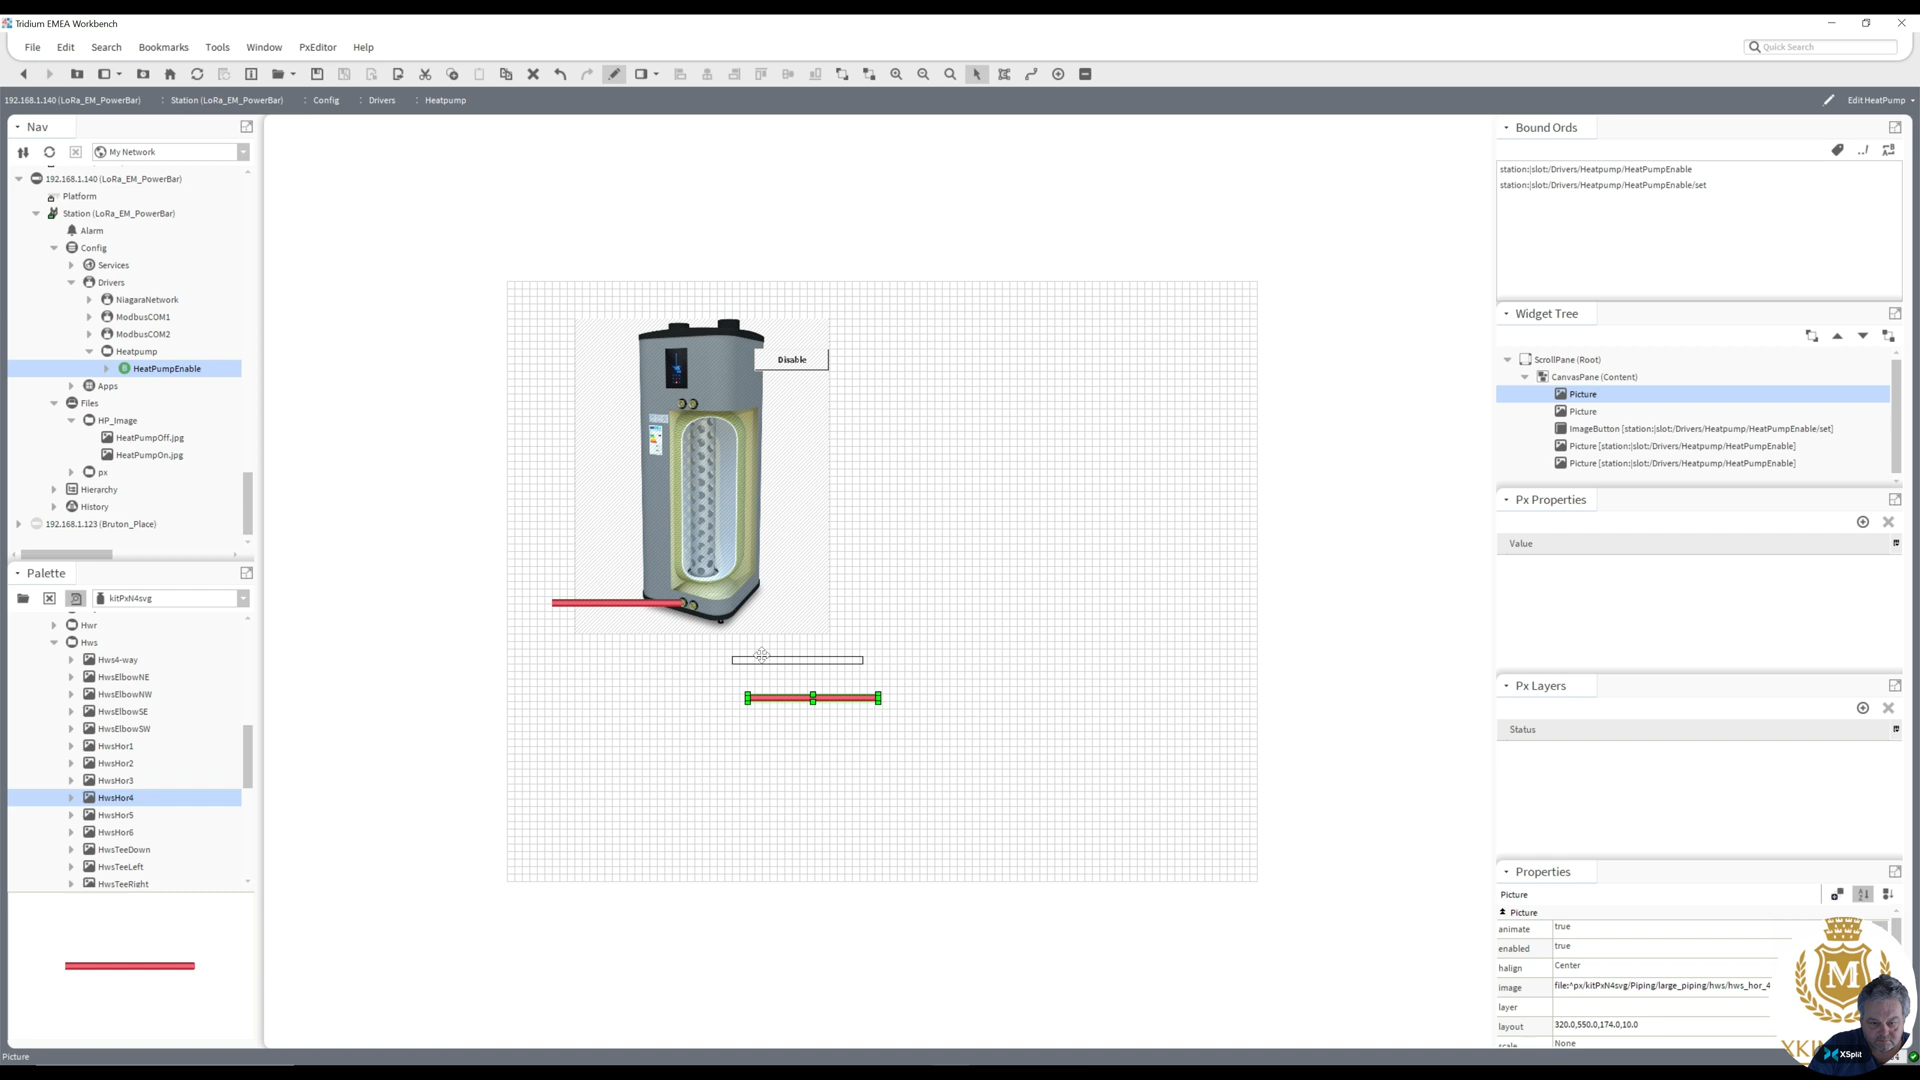 Tridium EMEA Workbench
File Edit Search Bookmarks Tools Window PxEditor Help
Quick Search
192.168.1.140 (LoRa_EM_PowerBar) : Station (LoRa_EM_PowerBar) : Config : Drivers : Heatpump
Edit HeatPump
Nav
My Network
192.168.1.140 (LoRa_EM_PowerBar)
Platform
Station (LoRa_EM_PowerBar)
Alarm
Config
Services
Drivers
NiagaraNetwork
ModbusCOM1
ModbusCOM2
Heatpump
HeatPumpEnable
Apps
Files
HP_Image
HeatPumpOff.jpg
HeatPumpOn.jpg
px
Hierarchy
History
192.168.1.123 (Bruton_Place)
Palette
kitPxN4svg
Hwr
Hws
Hws4-way
HwsElbowNE
HwsElbowNW
HwsElbowSE
HwsElbowSW
HwsHor1
HwsHor2
HwsHor3
HwsHor4
HwsHor5
HwsHor6
HwsTeeDown
HwsTeeLeft
HwsTeeRight
Disable
Bound Ords
station:|slot:/Drivers/Heatpump/HeatPumpEnable
station:|slot:/Drivers/Heatpump/HeatPumpEnable/set
Widget Tree
ScrollPane (Root)
CanvasPane (Content)
Picture
Picture
ImageButton [station:|slot:/Drivers/Heatpump/HeatPumpEnable/set]
Picture [station:|slot:/Drivers/Heatpump/HeatPumpEnable]
Picture [station:|slot:/Drivers/Heatpump/HeatPumpEnable]
Px Properties
Value
Px Layers
Status
Properties
Picture
Picture
animate true
enabled true
halign Center
image file:^px/kitPxN4svg/Piping/large_piping/hws/hws_hor_4
layer
layout 320.0,550.0,174.0,10.0
scale None
M
XSplit
Picture